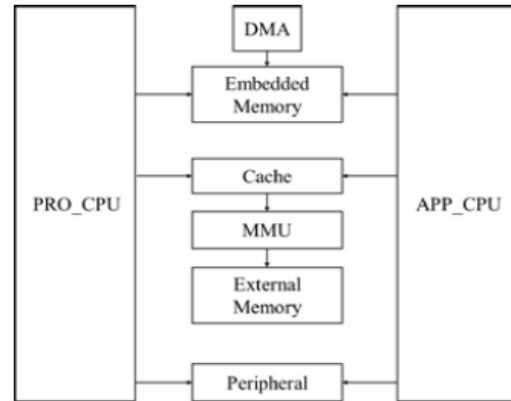 DMA
Embedded
Memory
Cache
PRO_CPU
APP_CPU
MMU
External
Memory
Peripheral